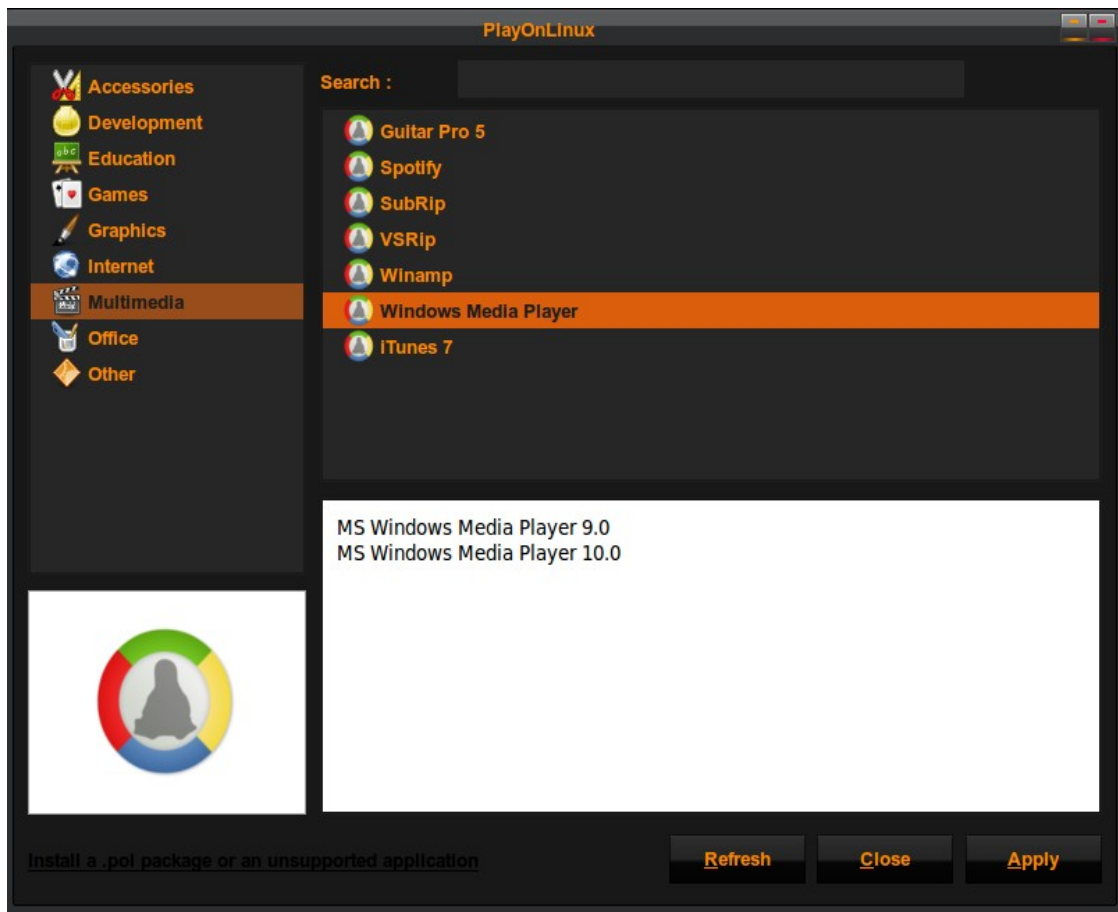 PlayOnLinux
Accessories
Development
Education
Games
Graphics
Internet
Multimedia
Office
Other
Search :
Guitar Pro 5
Spotify
SubRip
VSRip
Winamp
Windows Media Player
iTunes 7
MS Windows Media Player 9.0
MS Windows Media Player 10.0
Install a .pol package or an unsupported application
Refresh
Close
Apply